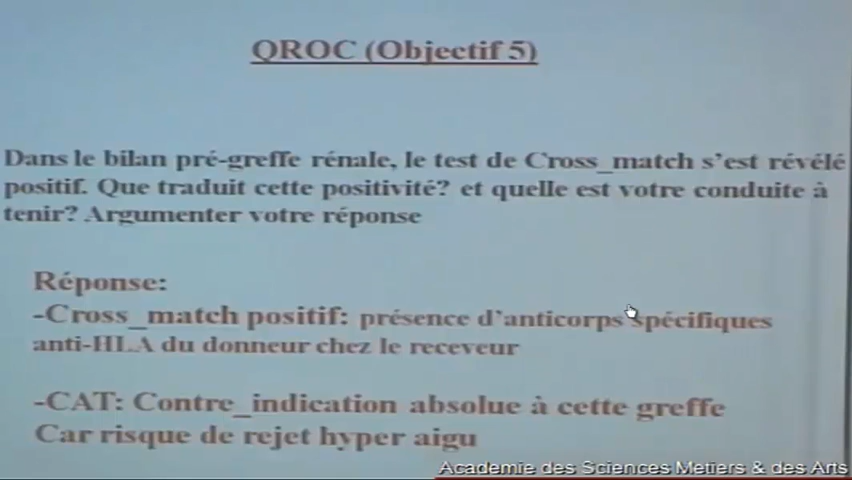 QROC (Objectif 5)
Dans le bilan pré-greffe rénale, le test de Cross_match s'est révélé
positif. Que traduit cette positivité? et quelle est votre conduite à
tenir? Argumenter votre réponse
Réponse:
-Cross_match positif: présence d'anticorps spécifiques
anti-HLA du donneur chez le receveur
-CAT: Contre_indication absolue à cette greffe
Car risque de rejet hyper aigu
Academie des Sciences Metiers & des Arts